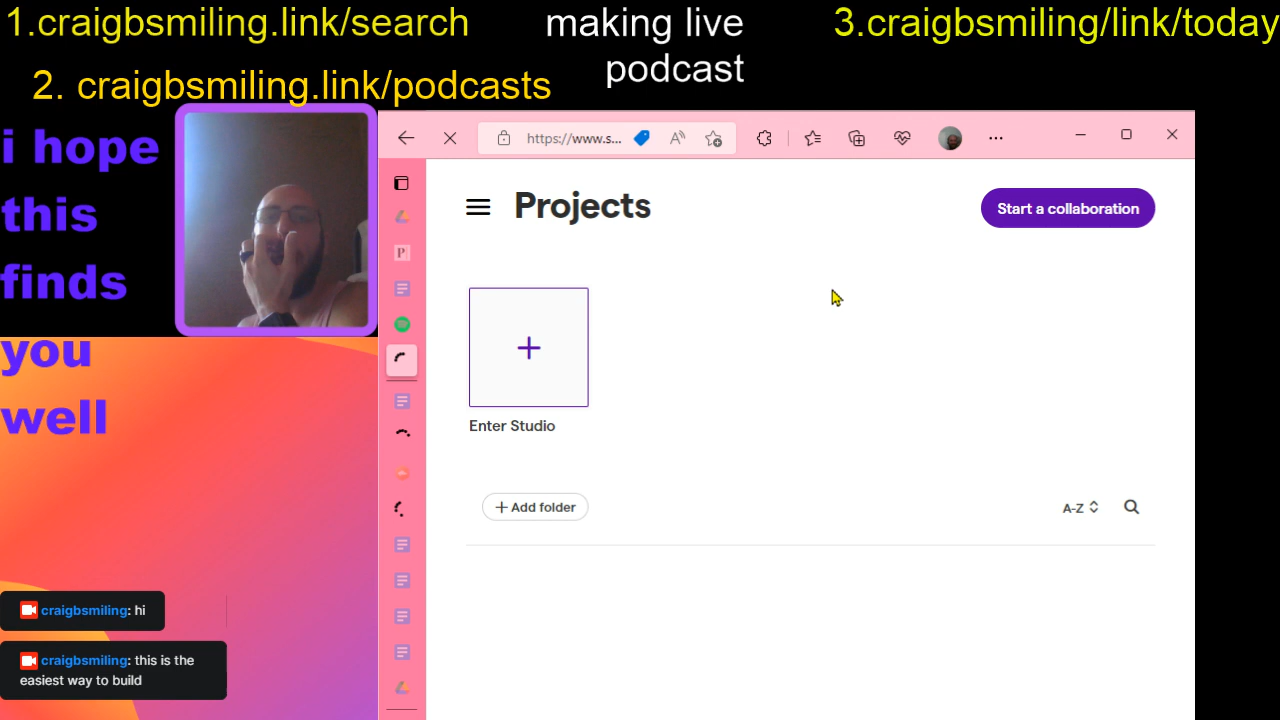 1.craigbsmiling.link/search
making live
podcast
3.craigbsmiling/link/today
2. craigbsmiling.link/podcasts
i hope
this
finds
you
well
https://www.s...
Projects
Start a collaboration
Enter Studio
+ Add folder
A-Z
craigbsmiling: hi
craigbsmiling: this is the
easiest way to build